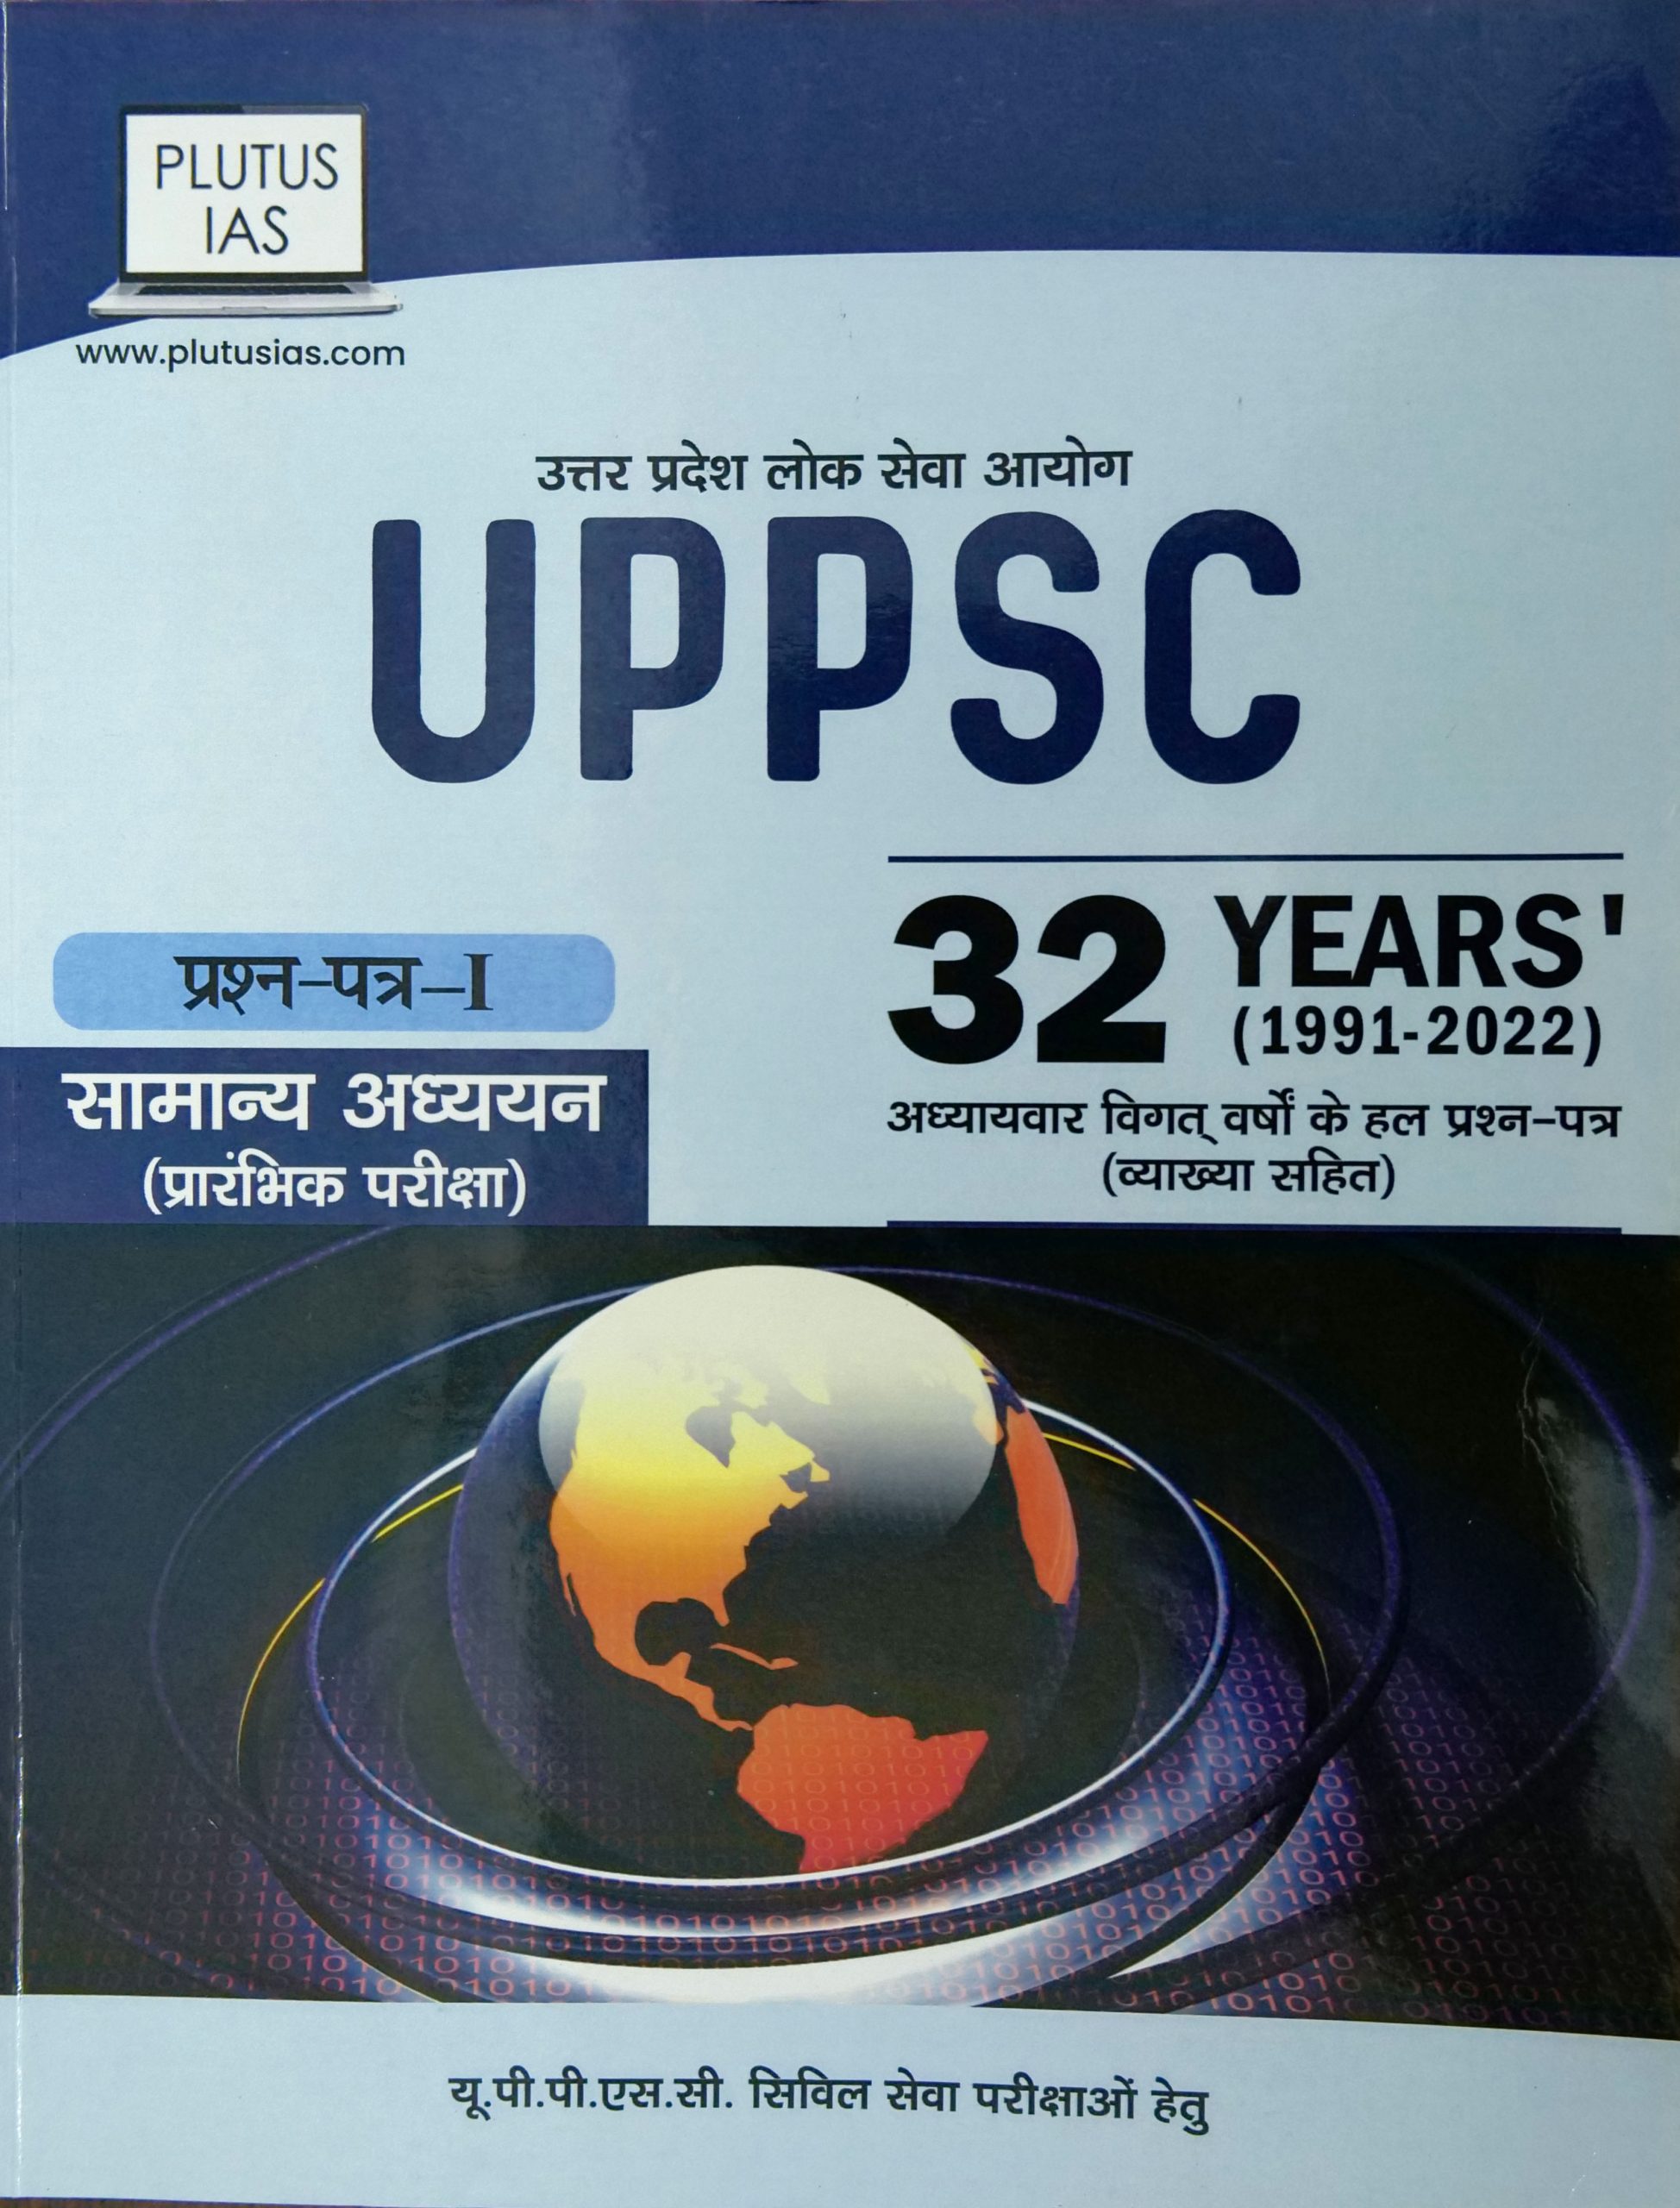 PLUTUS
IAS
www.plutusias.com
उत्तर प्रदेश लोक सेवा आयोग
UPPSC
32 YEARS'
(1991-2022)
अध्यायवार विगत् वर्षों के हल प्रश्न-पत्र
(व्याख्या सहित)
प्रश्न-पत्र-I
सामान्य अध्ययन
(प्रारंभिक परीक्षा)
यू.पी.पी.एस.सी. सिविल सेवा परीक्षाओं हेतु